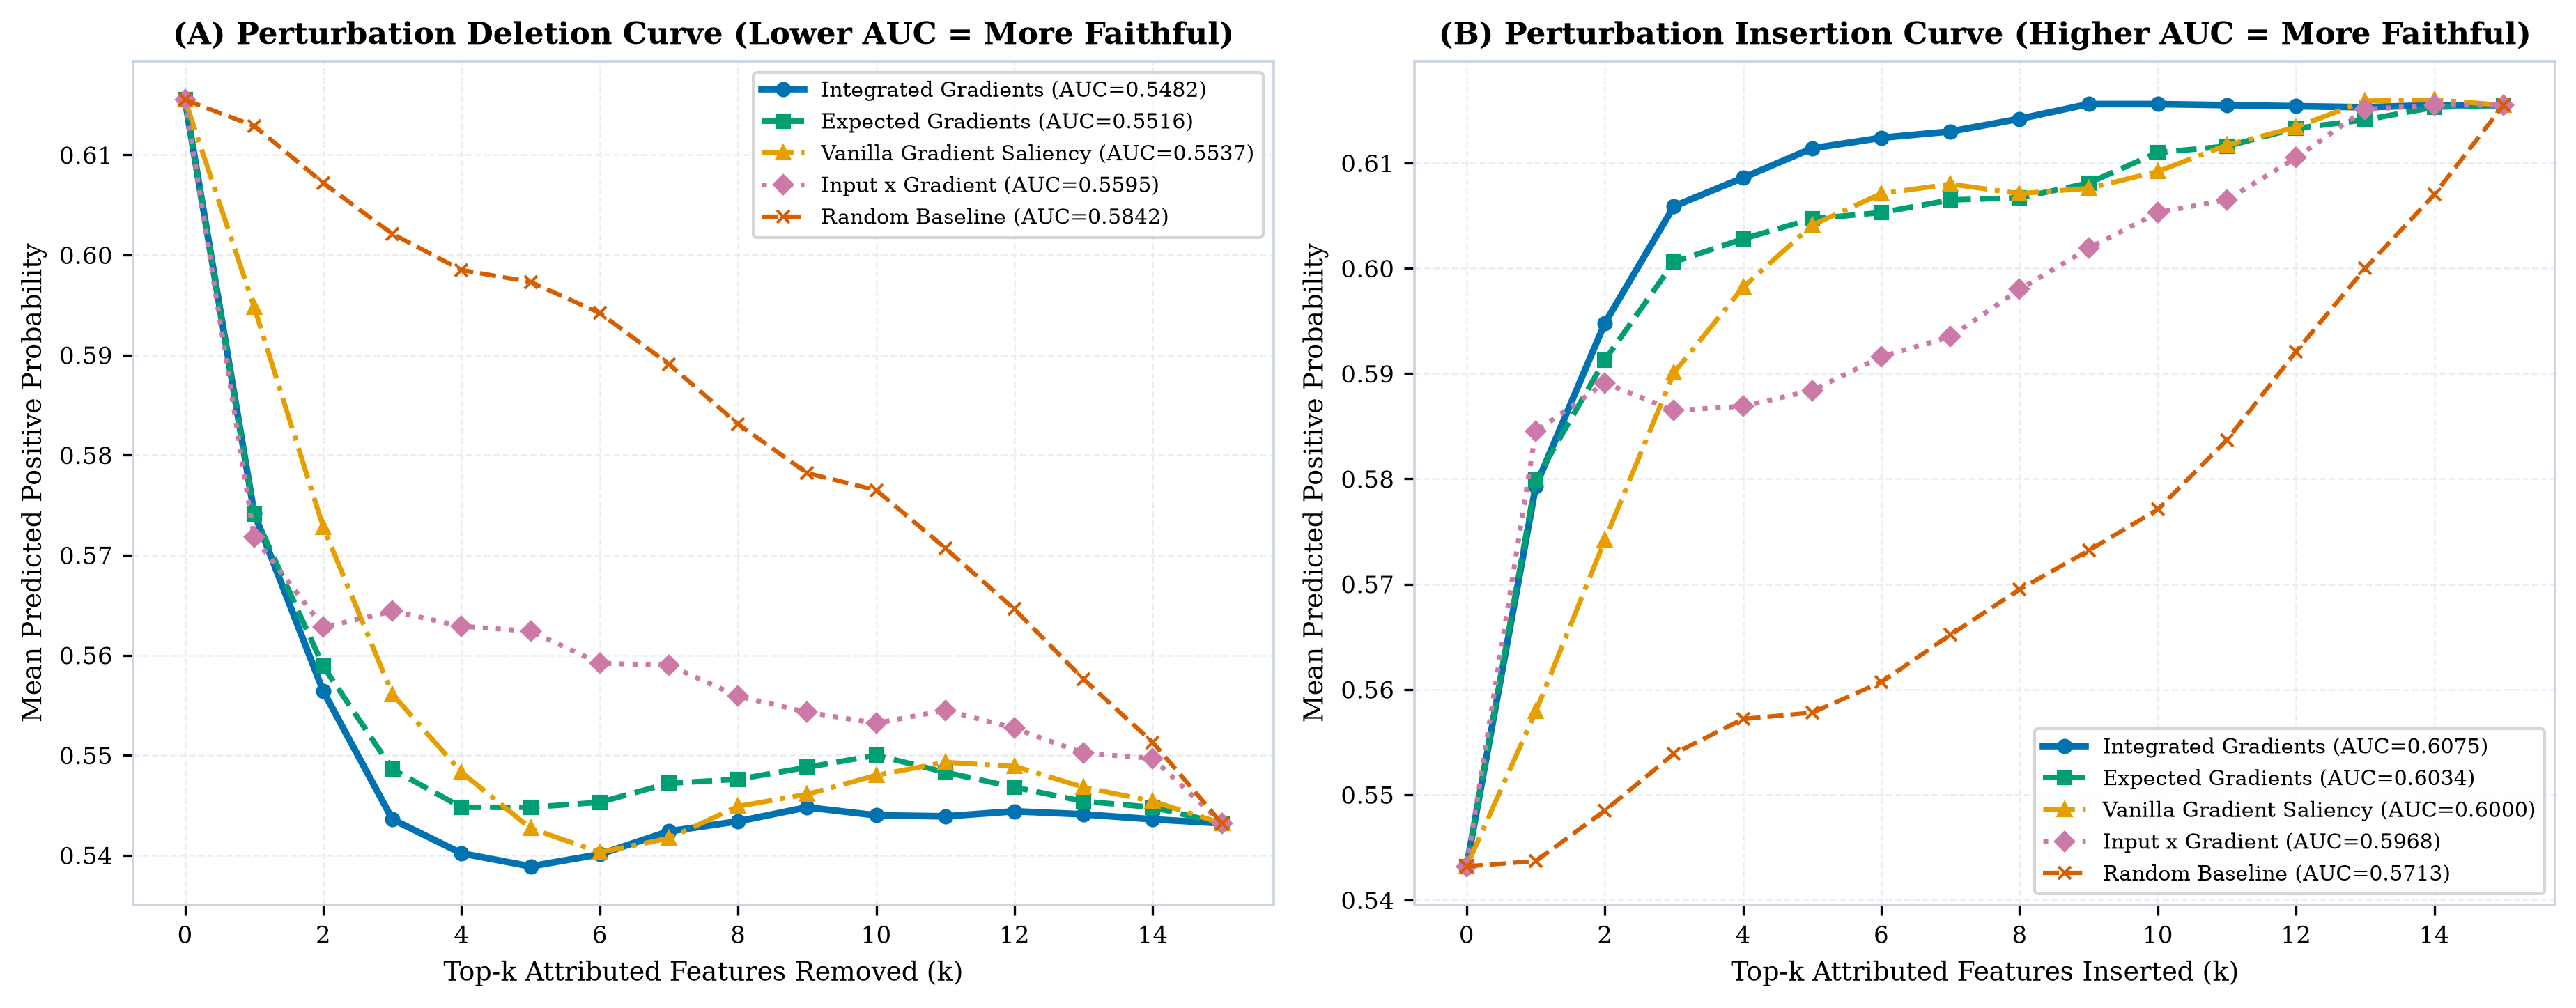 (A) Perturbation Deletion Curve (Lower AUC = More Faithful)
Mean Predicted Positive Probability
0.61
0.60
0.59
0.58
0.57
0.56
0.55
0.54
Integrated Gradients (AUC=0.5482)
Expected Gradients (AUC=0.5516)
Vanilla Gradient Saliency (AUC=0.5537)
Input x Gradient (AUC=0.5595)
Random Baseline (AUC=0.5842)
0 2 4 6 8 10 12 14
Top-k Attributed Features Removed (k)
(B) Perturbation Insertion Curve (Higher AUC = More Faithful)
Mean Predicted Positive Probability
0.61
0.60
0.59
0.58
0.57
0.56
0.55
0.54
Integrated Gradients (AUC=0.6075)
Expected Gradients (AUC=0.6034)
Vanilla Gradient Saliency (AUC=0.6000)
Input x Gradient (AUC=0.5968)
Random Baseline (AUC=0.5713)
0 2 4 6 8 10 12 14
Top-k Attributed Features Inserted (k)